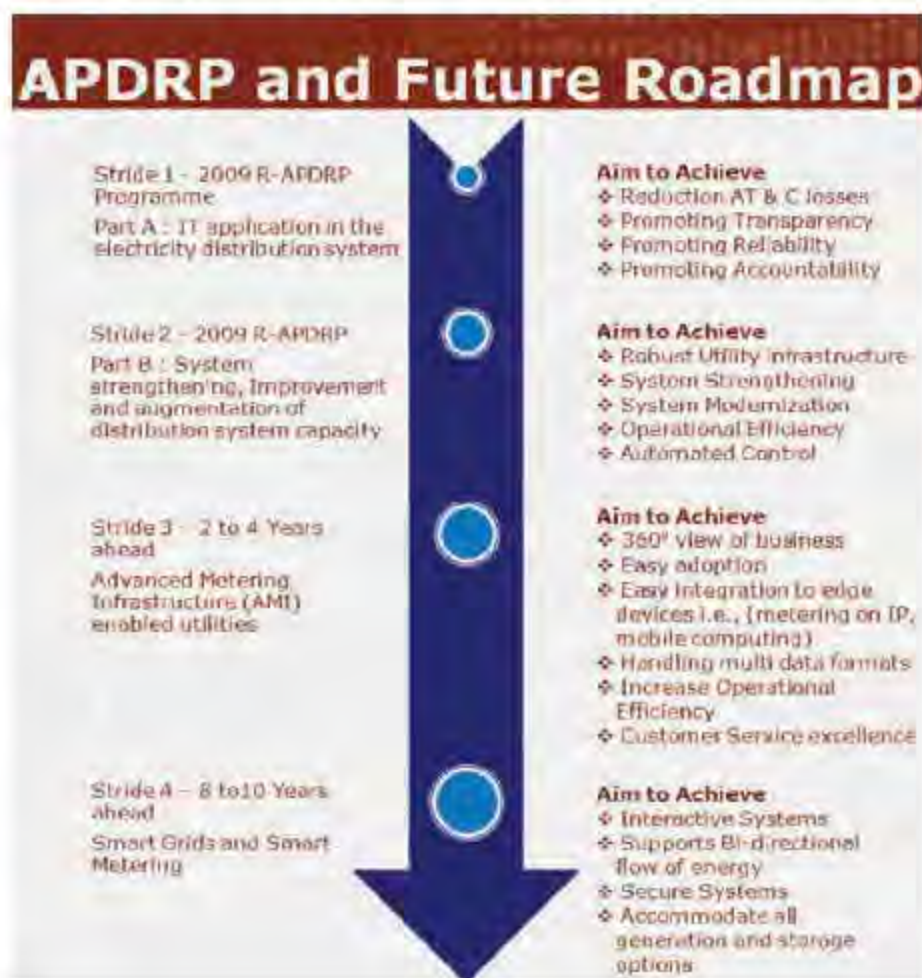 APDRP and Future Roadmap
Stride 1 - 2009 R-APDRP
Programme
Part A : IT application in the
electricity distribution system
Aim to Achieve
❖ Reduction AT & C losses
❖ Promoting Transparency
❖ Promoting Reliability
❖ Promoting Accountability
Stride 2 - 2009 R-APDRP
Part B : System
strengthening, Improvement
and augmentation of
distribution system capacity
Aim to Achieve
❖ Robust Utility infrastructure
❖ System Strengthening
❖ System Modernization
❖ Operational Efficiency
❖ Automated Control
Stride 3 - 2 to 4 Years
ahead
Advanced Metering
Infrastructure (AMI)
enabled utilities
Aim to Achieve
❖ 360° view of business
❖ Easy adoption
❖ Easy integration to edge
devices i.e., (metering on IP,
mobile computing)
❖ Handling multi data formats
❖ Increase Operational
Efficiency
❖ Customer Service excellence
Stride 4 - 8 to10 Years
ahead
Smart Grids and Smart
Metering
Aim to Achieve
❖ Interactive Systems
❖ Supports Bi-directional
flow of energy
❖ Secure Systems
❖ Accommodate all
generation and storage
options